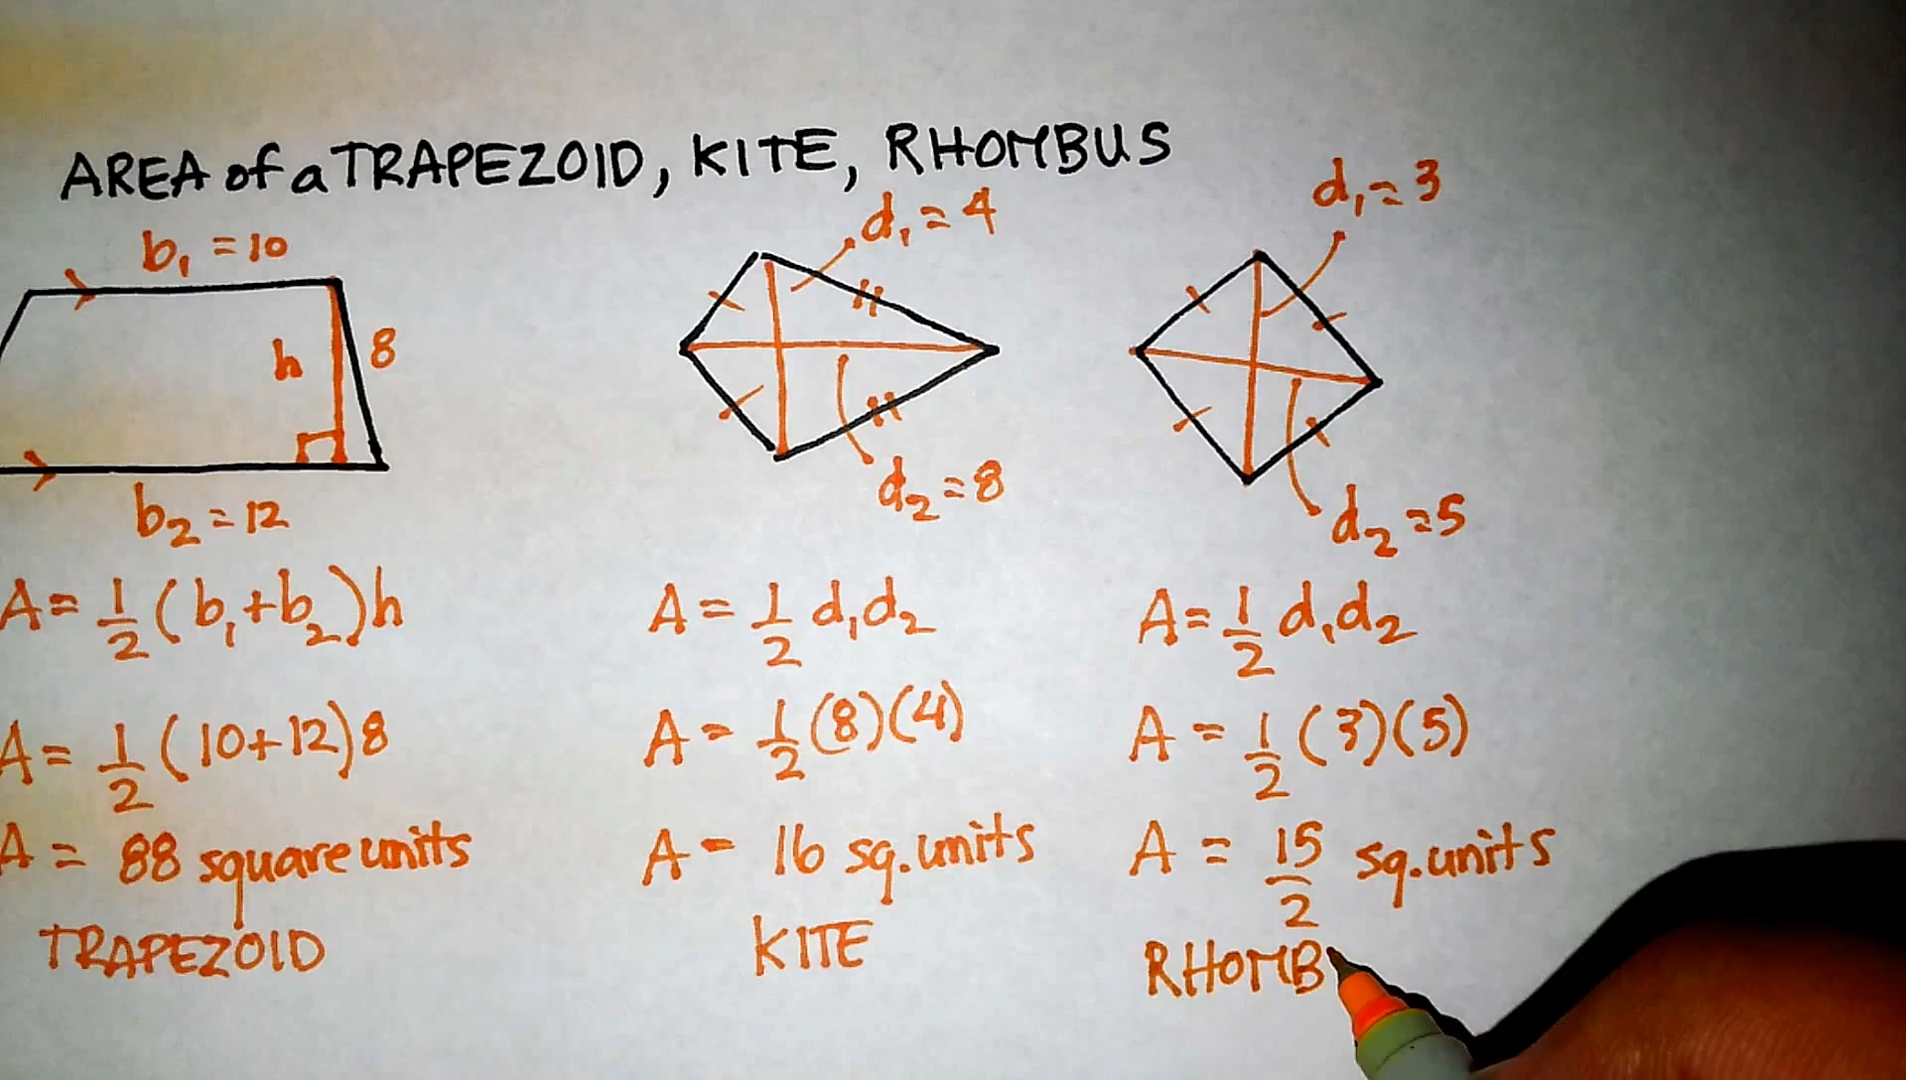 AREA of a TRAPEZOID, KITE, RHOMBUS
b₁ = 10
h
8
b₂ = 12
A = 1/2 (b₁+b₂)h
A = 1/2 (10+12)8
A = 88 square units
TRAPEZOID
d₁ = 4
d₂ = 8
A = 1/2 d₁d₂
A = 1/2 (8)(4)
A = 16 sq. units
KITE
d₁ = 3
d₂ = 5
A = 1/2 d₁d₂
A = 1/2 (3)(5)
A = 15/2 sq. units
RHOMB